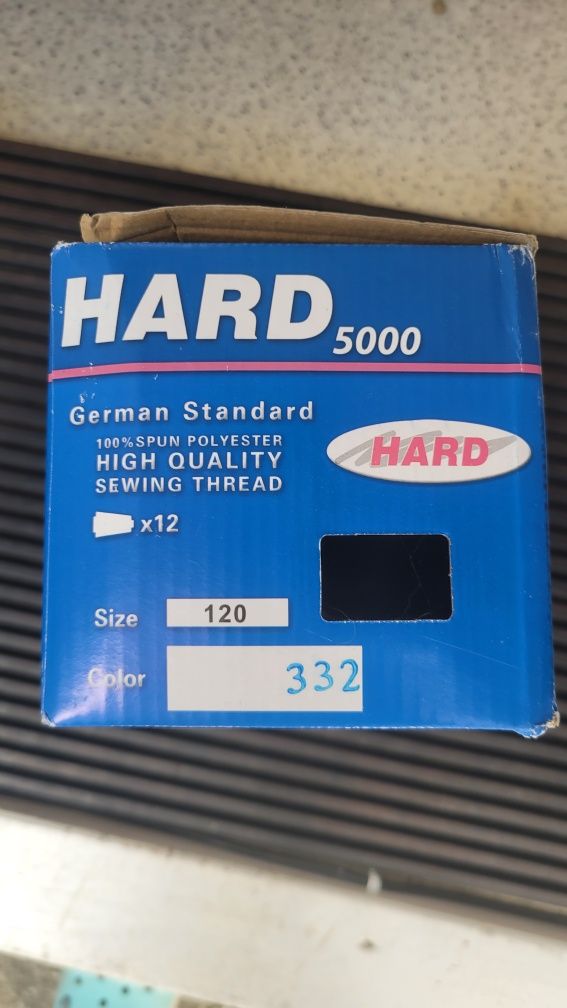 HARD 5000
German Standard
100% SPUN POLYESTER
HIGH QUALITY
SEWING THREAD
HARD
x12
Size 120
Color 332